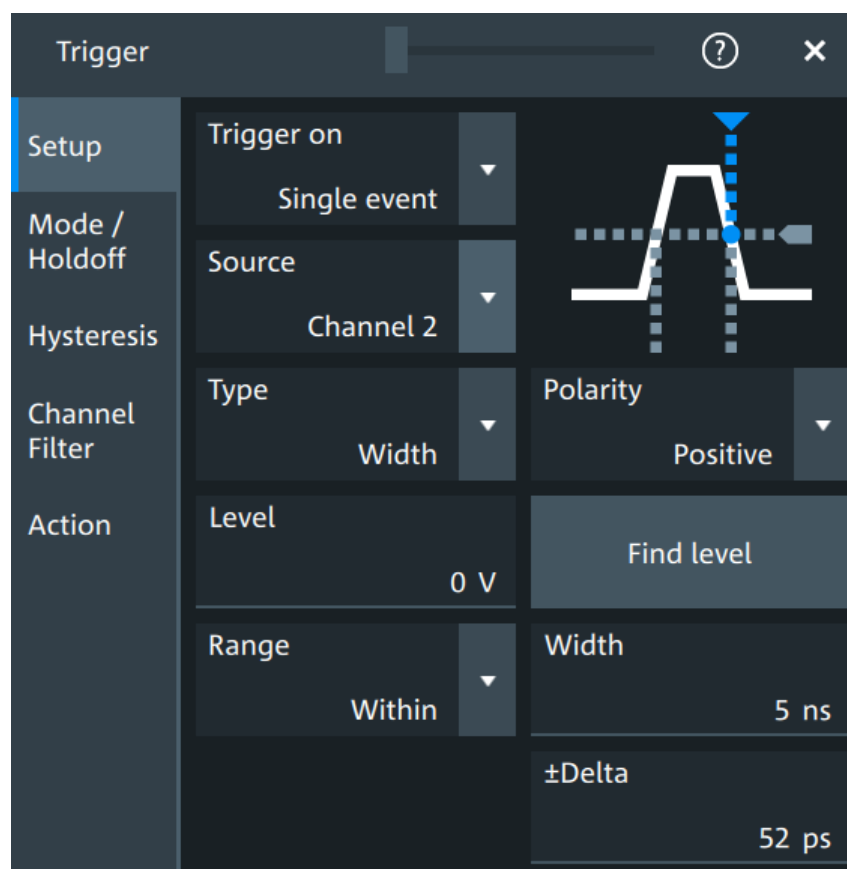 Trigger
?
Setup
Mode /
Holdoff
Hysteresis
Channel
Filter
Action
Trigger on
Single event
Source
Channel 2
Type
Width
Polarity
Positive
Level
0 V
Find level
Range
Within
Width
5 ns
±Delta
52 ps